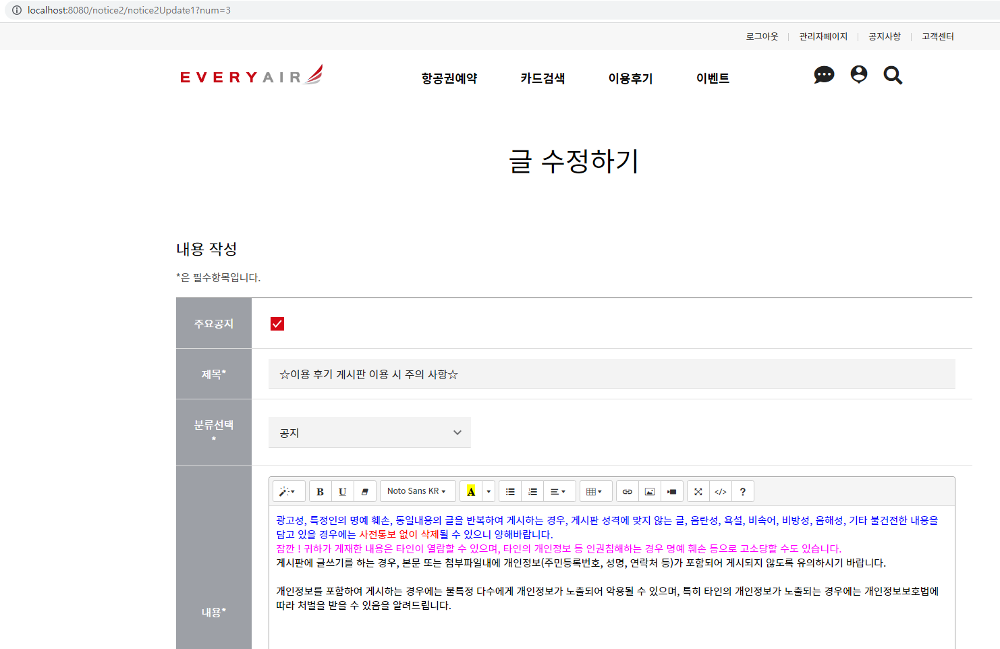 localhost:8080/notice2/notice2Update1?num=3
로그아웃 | 관리자페이지 | 공지사항 | 고객센터
EVERYAIR 항공권예약 카드검색 이용후기 이벤트
글 수정하기
내용 작성
*은 필수항목입니다.
주요공지
제목* ☆이용 후기 게시판 이용 시 주의 사항☆
분류선택
*
공지
B U Noto Sans KR A </> ?
광고성, 특정인의 명예 훼손, 동일내용의 글을 반복하여 게시하는 경우, 게시판 성격에 맞지 않는 글, 음란성, 욕설, 비속어, 비방성, 음해성, 기타 불건전한 내용을
담고 있을 경우에는 사전통보 없이 삭제될 수 있으니 양해바랍니다.
잠깐 ! 귀하가 게재한 내용은 타인이 열람할 수 있으며, 타인의 개인정보 등 인권침해하는 경우 명예 훼손 등으로 고소당할 수도 있습니다.
게시판에 글쓰기를 하는 경우, 본문 또는 첨부파일내에 개인정보(주민등록번호, 성명, 연락처 등)가 포함되어 게시되지 않도록 유의하시기 바랍니다.
개인정보를 포함하여 게시하는 경우에는 불특정 다수에게 개인정보가 노출되어 악용될 수 있으며, 특히 타인의 개인정보가 노출되는 경우에는 개인정보보호법에
따라 처벌을 받을 수 있음을 알려드립니다.
내용*